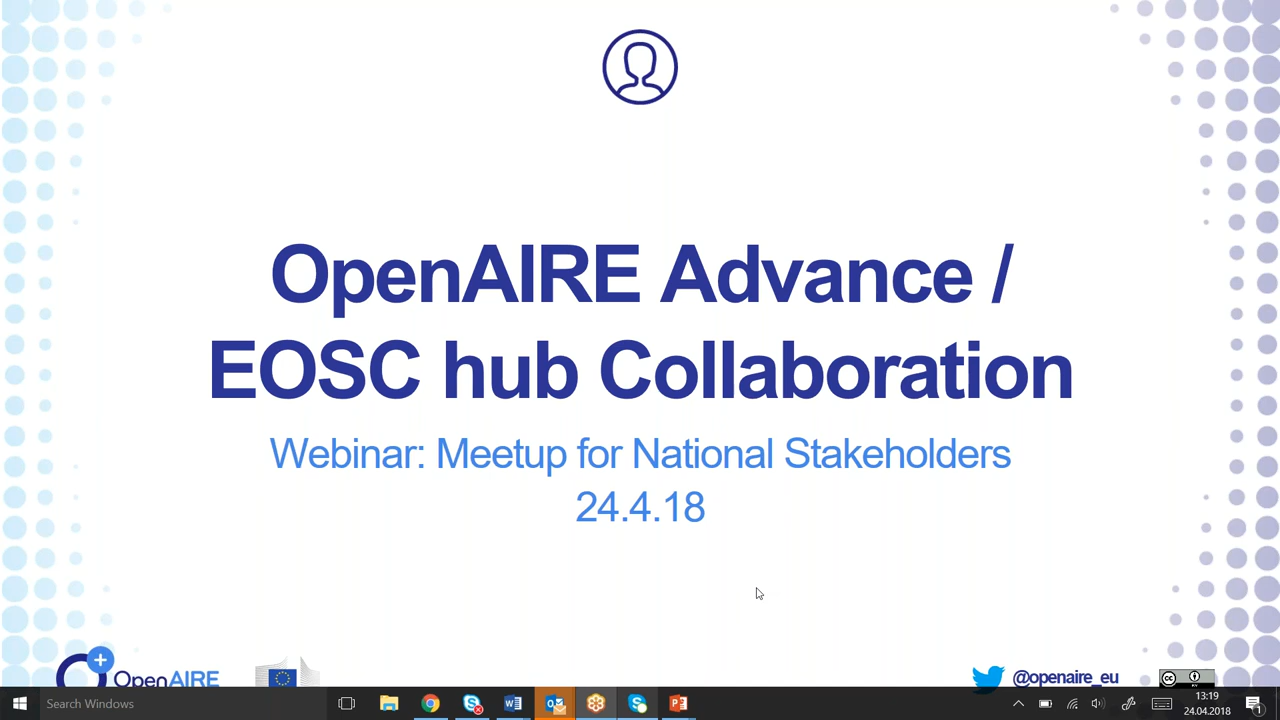 OpenAIRE Advance /
EOSC hub Collaboration
Webinar: Meetup for National Stakeholders
24.4.18
OpenAIRE
@openaire_eu
Search Windows
13:19
24.04.2018